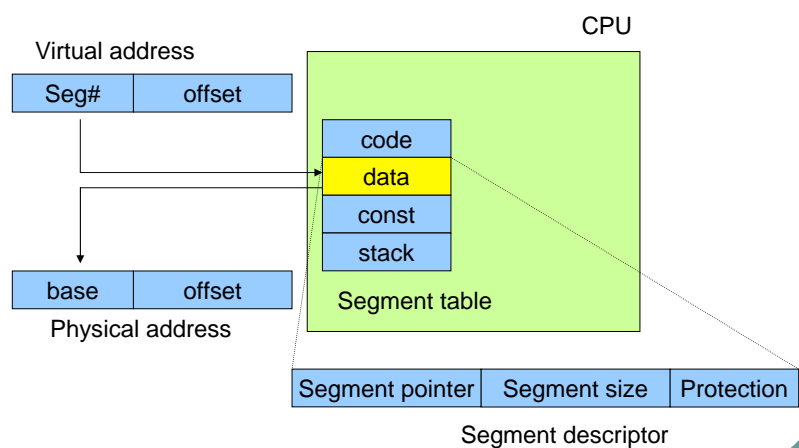 CPU
Virtual address
Seg# offset
code
data
const
stack
Segment table
base offset
Physical address
Segment pointer Segment size Protection
Segment descriptor